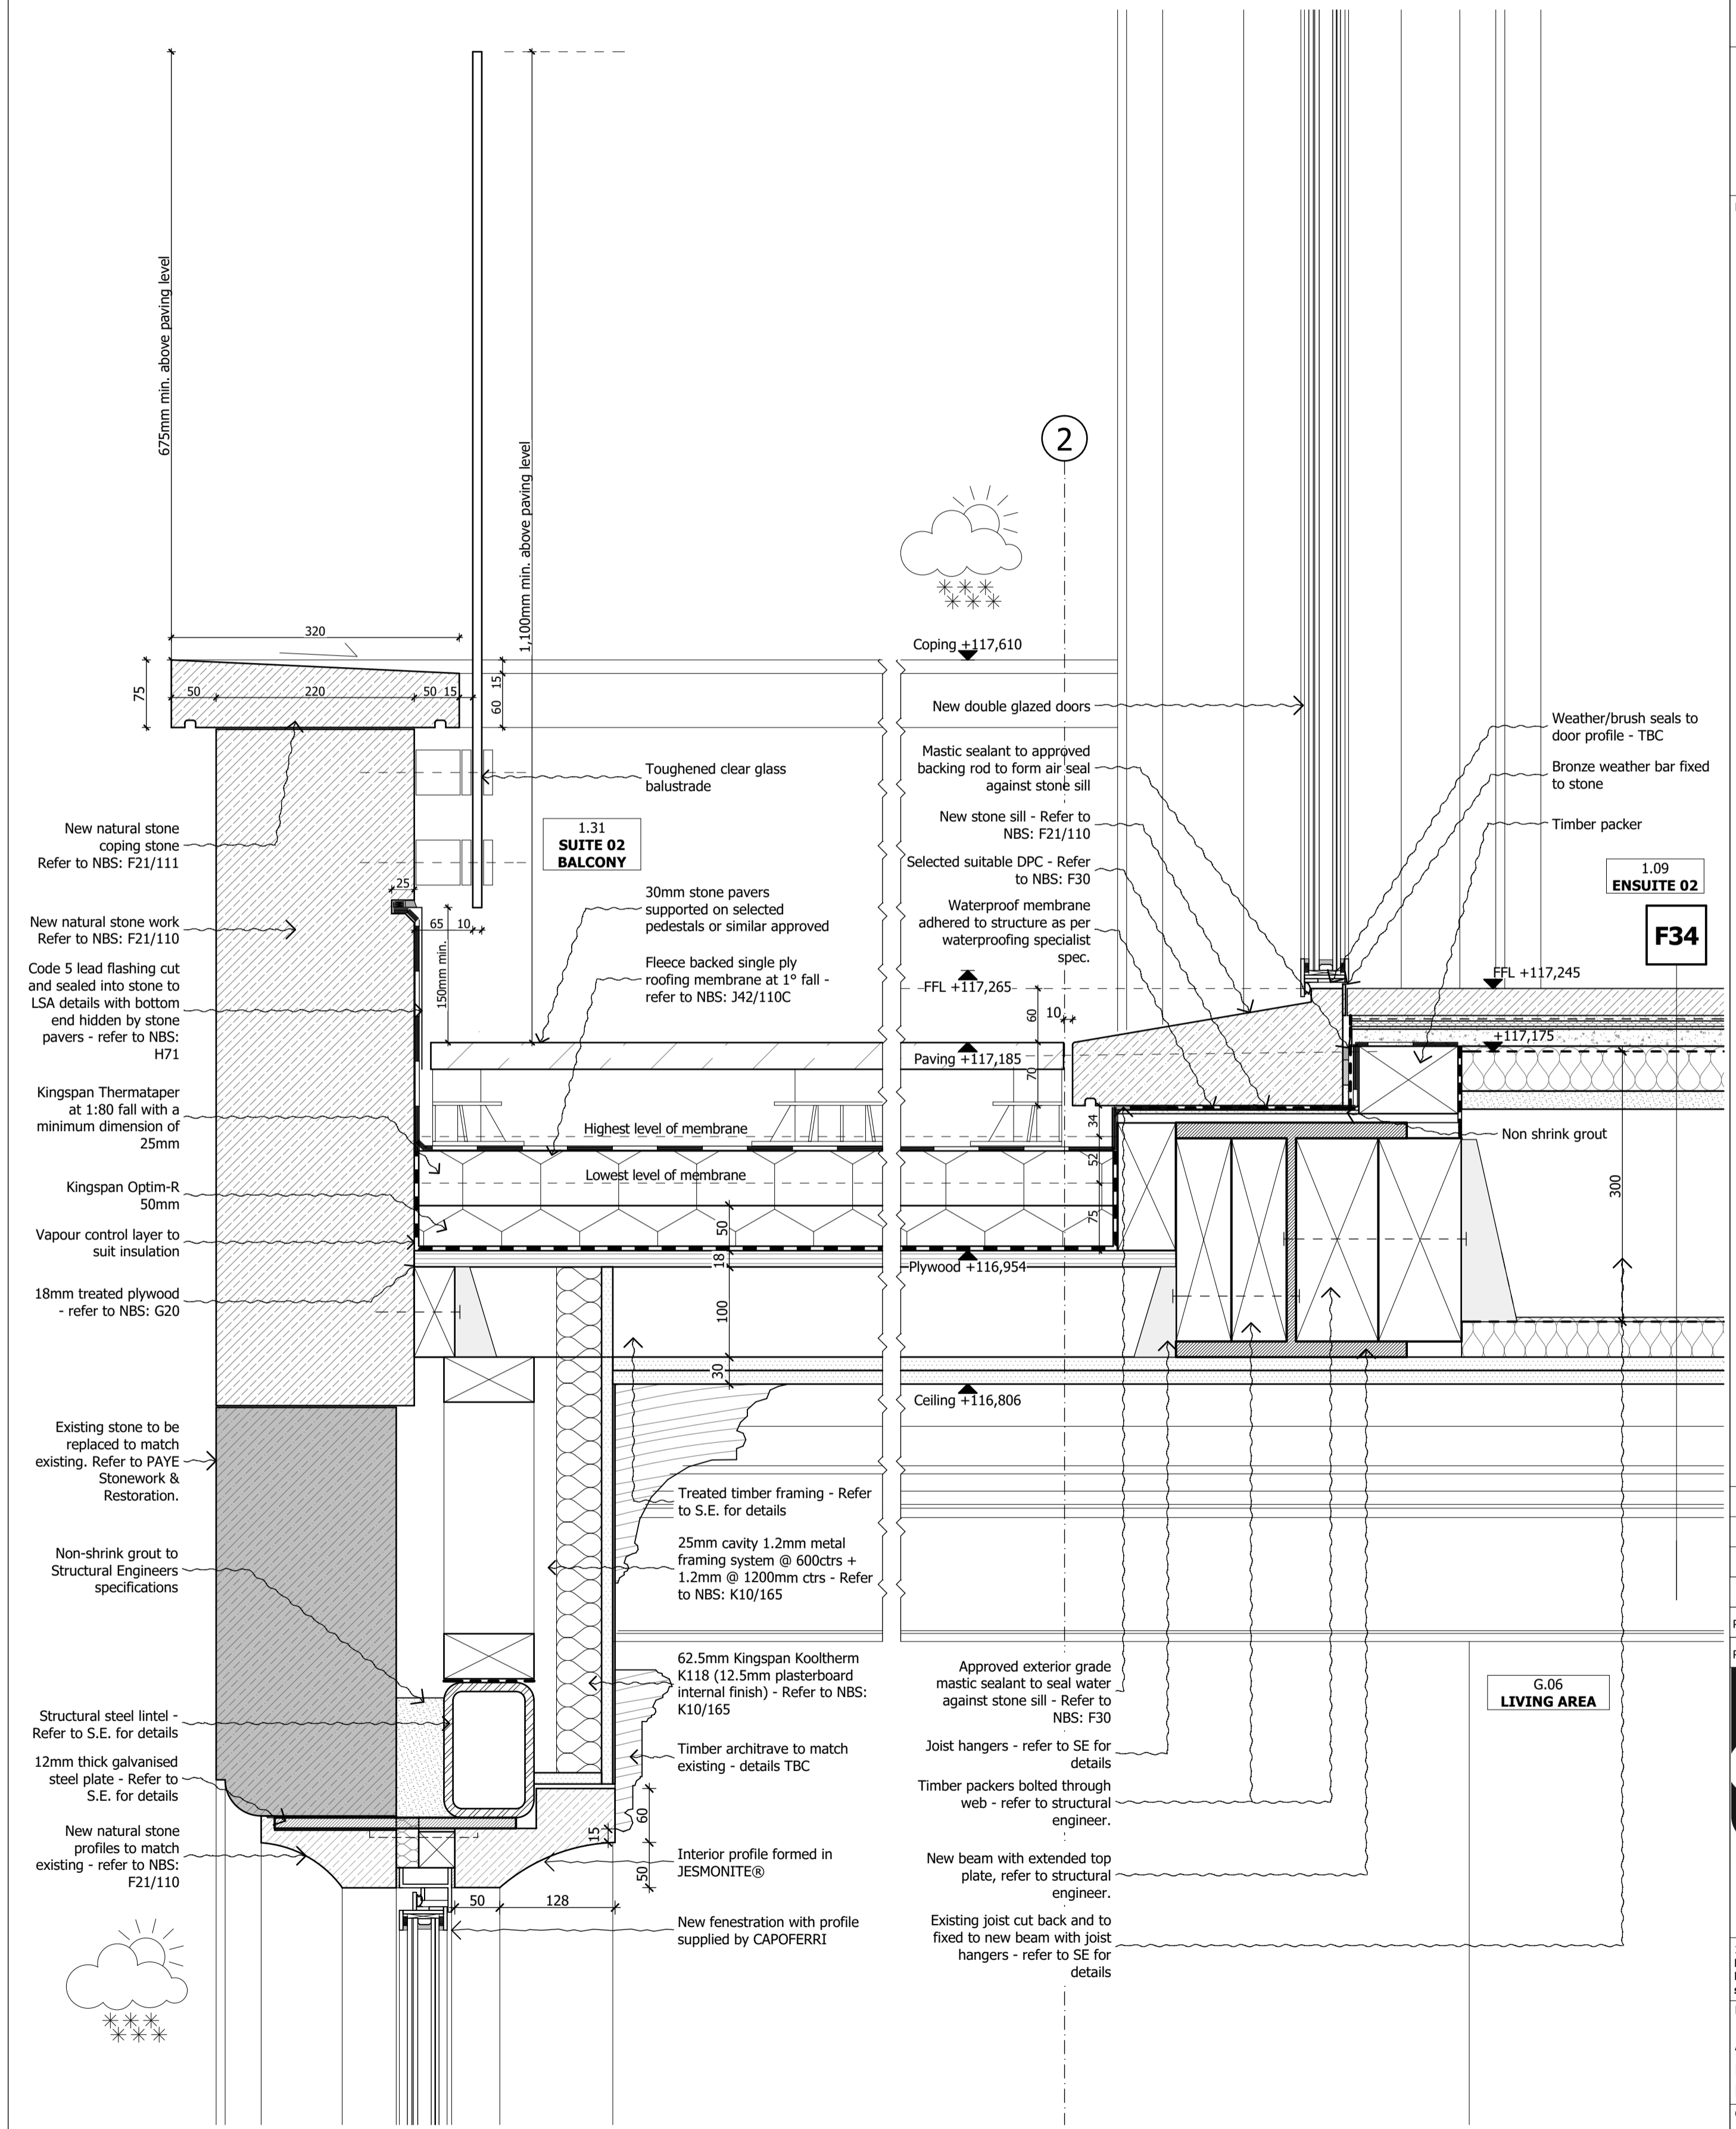 675mm min. above paving level
1,100mm min. above paving level
2
320
75
50
220
50
15
15
60
Coping +117,610
New double glazed doors
Mastic sealant to approved
backing rod to form air seal
against stone sill
New stone sill - Refer to
NBS: F21/110
Selected suitable DPC - Refer
to NBS: F30
Waterproof membrane
adhered to structure as per
waterproofing specialist
spec.
Weather/brush seals to
door profile - TBC
Bronze weather bar fixed
to stone
Timber packer
1.09
ENSUITE 02
F34
Toughened clear glass
balustrade
1.31
SUITE 02
BALCONY
30mm stone pavers
supported on selected
pedestals or similar approved
Fleece backed single ply
roofing membrane at 1° fall -
refer to NBS: J42/110C
New natural stone
coping stone
Refer to NBS: F21/111
New natural stone work
Refer to NBS: F21/110
Code 5 lead flashing cut
and sealed into stone to
LSA details with bottom
end hidden by stone
pavers - refer to NBS:
H71
Kingspan Thermataper
at 1:80 fall with a
minimum dimension of
25mm
Kingspan Optim-R
50mm
Vapour control layer to
suit insulation
18mm treated plywood
- refer to NBS: G20
25
65
10
150mm min.
FFL +117,265
FFL +117,245
60
10
Paving +117,185
+117,175
70
34
52
75
Highest level of membrane
Lowest level of membrane
Non shrink grout
300
50
18
100
30
Plywood +116,954
Ceiling +116,806
Existing stone to be
replaced to match
existing. Refer to PAYE
Stonework &
Restoration.
Non-shrink grout to
Structural Engineers
specifications
Structural steel lintel -
Refer to S.E. for details
12mm thick galvanised
steel plate - Refer to
S.E. for details
New natural stone
profiles to match
existing - refer to NBS:
F21/110
Treated timber framing - Refer
to S.E. for details
25mm cavity 1.2mm metal
framing system @ 600ctrs +
1.2mm @ 1200mm ctrs - Refer
to NBS: K10/165
62.5mm Kingspan Kooltherm
K118 (12.5mm plasterboard
internal finish) - Refer to NBS:
K10/165
Timber architrave to match
existing - details TBC
60
15
50
Interior profile formed in
JESMONITE®
50
128
New fenestration with profile
supplied by CAPOFERRI
Approved exterior grade
mastic sealant to seal water
against stone sill - Refer to
NBS: F30
Joist hangers - refer to SE for
details
Timber packers bolted through
web - refer to structural
engineer.
New beam with extended top
plate, refer to structural
engineer.
Existing joist cut back and to
fixed to new beam with joist
hangers - refer to SE for
details
G.06
LIVING AREA